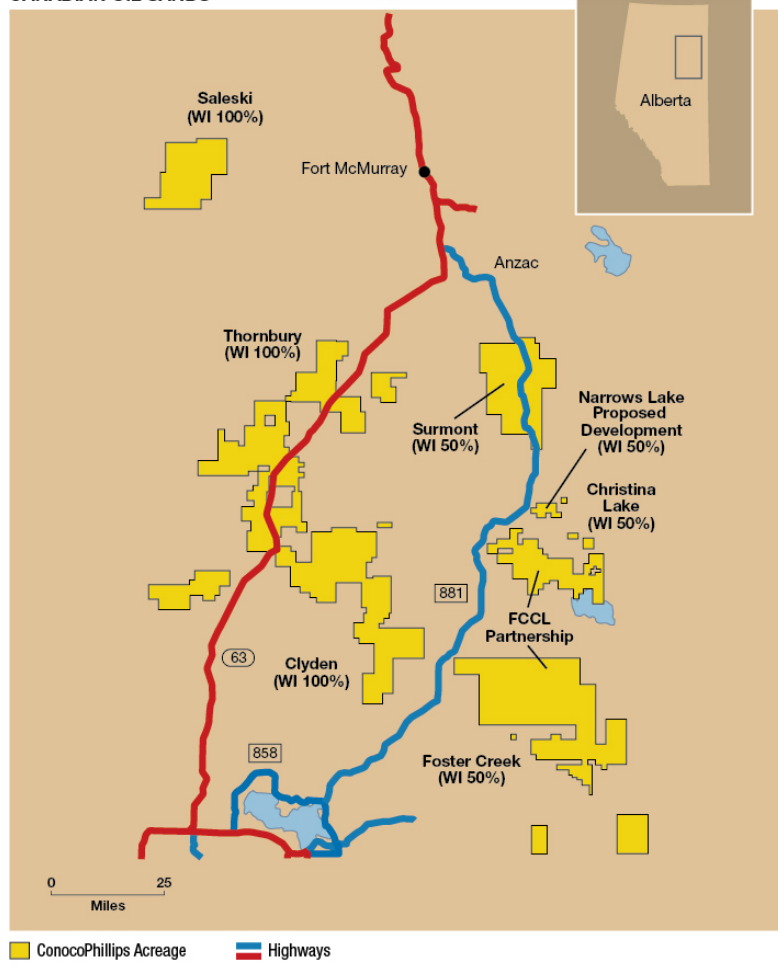 Alberta
Saleski
(WI 100%)
Fort McMurray
Anzac
Thornbury
(WI 100%)
Surmont
(WI 50%)
Narrows Lake
Proposed
Development
(WI 50%)
Christina
Lake
(WI 50%)
881
FCCL
Partnership
63
Clyden
(WI 100%)
858
Foster Creek
(WI 50%)
0 25
Miles
ConocoPhillips Acreage Highways